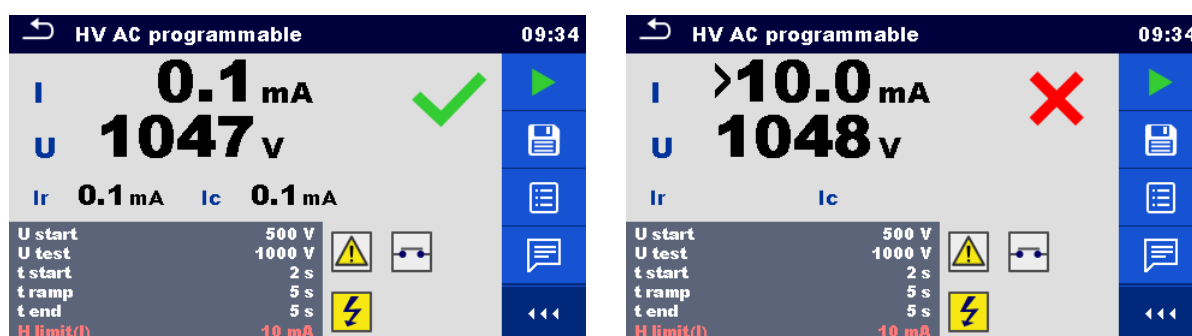 HV AC programmable 09:34
I 0.1 mA
U 1047 V
Ir 0.1 mA Ic 0.1 mA
U start 500 V
U test 1000 V
t start 2 s
t ramp 5 s
t end 5 s
H limit(I) 10 mA
HV AC programmable 09:34
I >10.0 mA
U 1048 V
Ir Ic
U start 500 V
U test 1000 V
t start 2 s
t ramp 5 s
t end 5 s
H limit(I) 10 mA